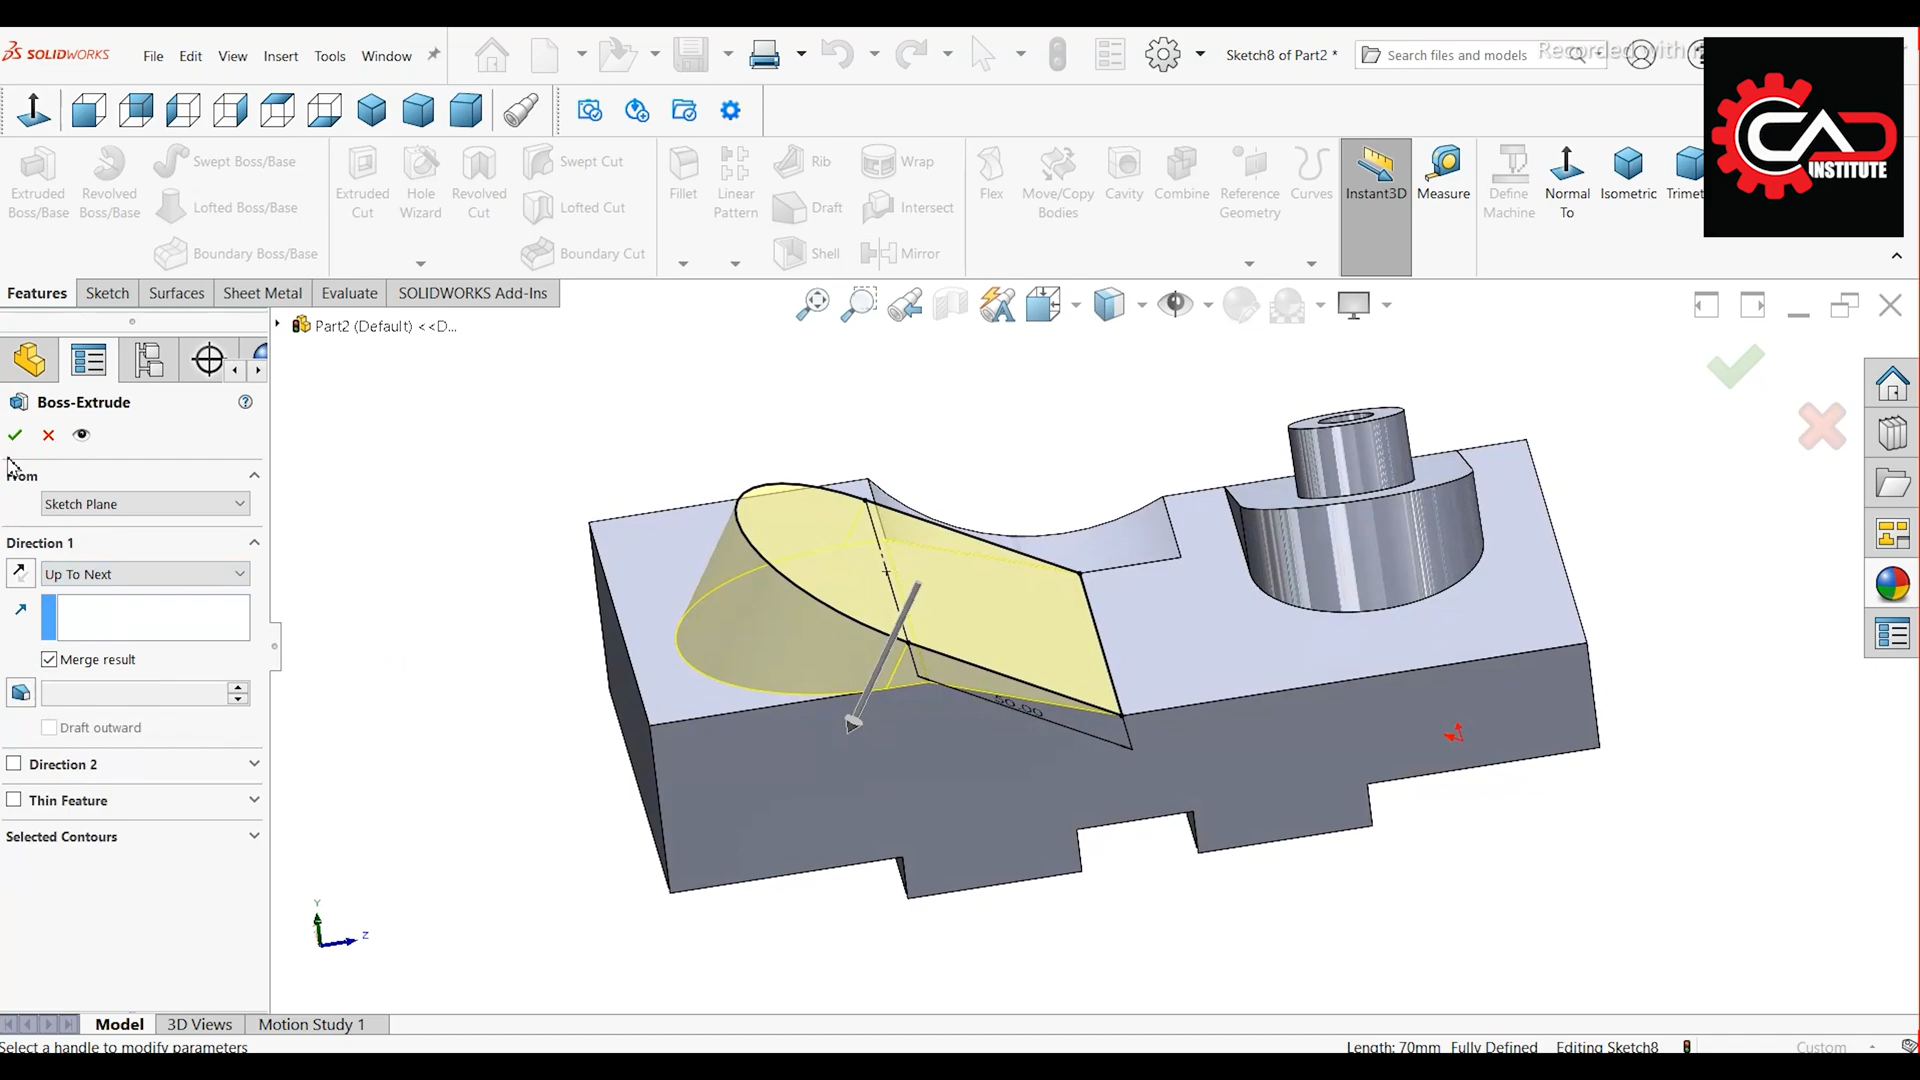 SOLIDWORKS File Edit View Insert Tools Window Sketch8 of Part2 * Search files and models
Recorded with
CAD INSTITUTE
Extruded Boss/Base
Revolved Boss/Base
Swept Boss/Base
Lofted Boss/Base
Boundary Boss/Base
Extruded Cut
Hole Wizard
Revolved Cut
Swept Cut
Lofted Cut
Boundary Cut
Fillet
Linear Pattern
Rib
Draft
Shell
Wrap
Intersect
Mirror
Flex
Move/Copy Bodies
Cavity
Combine
Reference Geometry
Curves
Instant3D
Measure
Define Machine
Normal To
Isometric
Features Sketch Surfaces Sheet Metal Evaluate SOLIDWORKS Add-Ins
Part2 (Default) <<D...
Boss-Extrude
From
Sketch Plane
Direction 1
Up To Next
Merge result
Draft outward
Direction 2
Thin Feature
Selected Contours
50.00
Y
Z
Model 3D Views Motion Study 1
Select a handle to modify parameters Length: 70mm Fully Defined Editing Sketch8 Custom